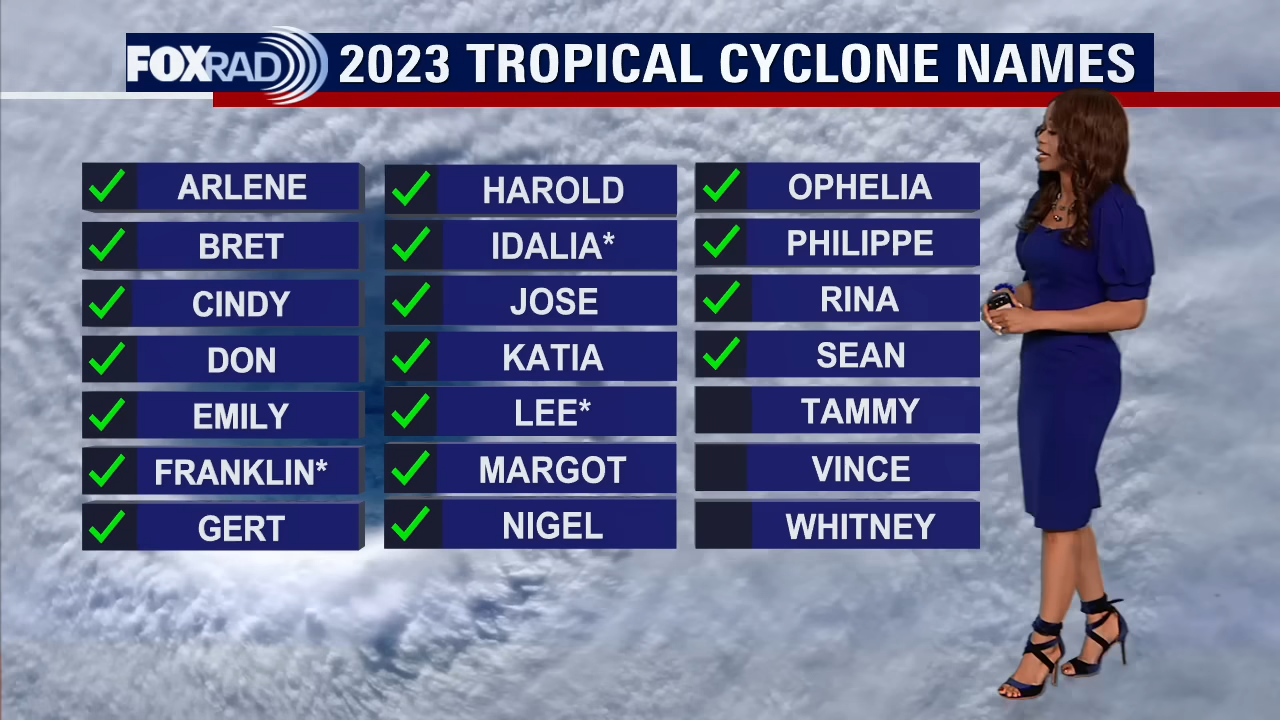 FOXRAD 2023 TROPICAL CYCLONE NAMES
ARLENE
BRET
CINDY
DON
EMILY
FRANKLIN*
GERT
HAROLD
IDALIA*
JOSE
KATIA
LEE*
MARGOT
NIGEL
OPHELIA
PHILIPPE
RINA
SEAN
TAMMY
VINCE
WHITNEY